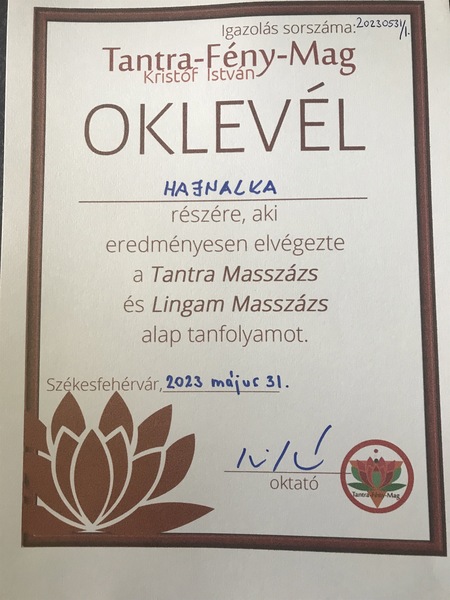 Igazolás sorszáma: 20230531/1.
Tantra-Fény-Mag
Kristóf István
OKLEVÉL
HAJNALKA
részére, aki
eredményesen elvégezte
a Tantra Masszázs
és Lingam Masszázs
alap tanfolyamot.
Székesfehérvár, 2023 május 31.
oktató
Tantra-Fény-Mag